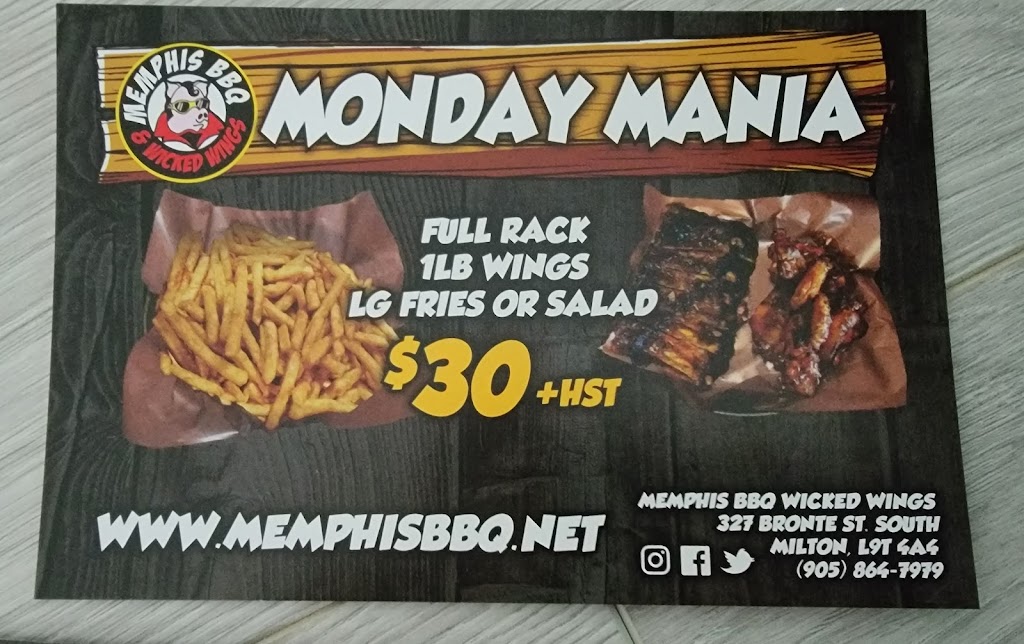 MEMPHIS BBQ
& WICKED WINGS
MONDAY MANIA
FULL RACK
1LB WINGS
LG FRIES OR SALAD
$30 +HST
WWW.MEMPHISBBQ.NET
MEMPHIS BBQ WICKED WINGS
327 BRONTE ST. SOUTH
MILTON, L9T 4A4
(905) 864-7979